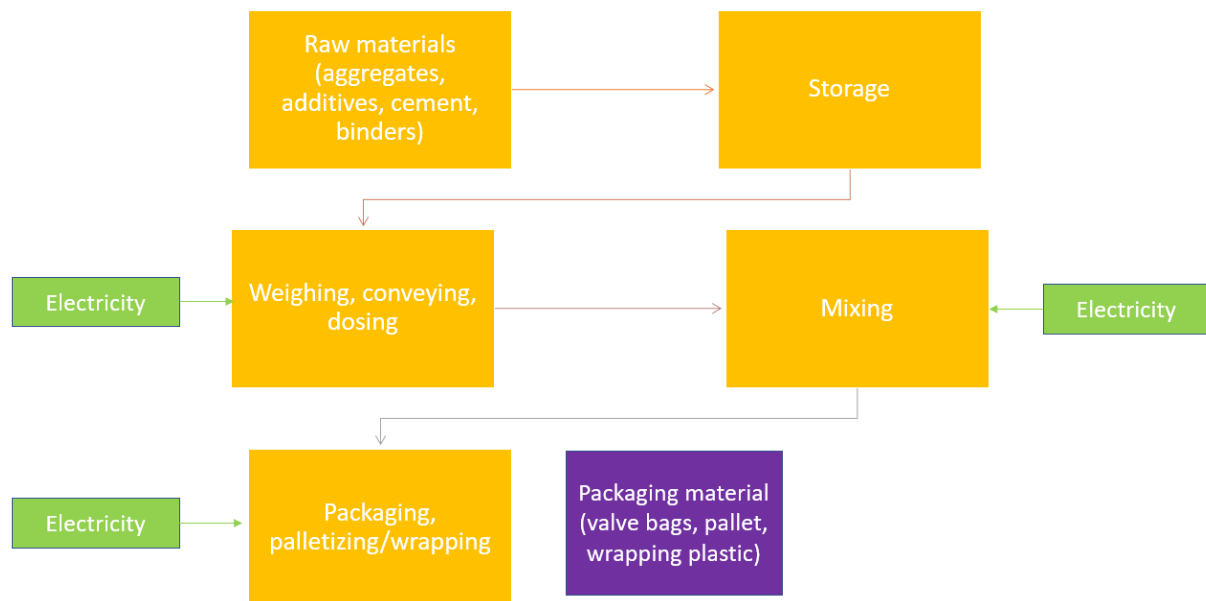 Raw materials
(aggregates,
additives, cement,
binders)
Storage
Electricity
Weighing, conveying,
dosing
Mixing
Electricity
Electricity
Packaging,
palletizing/wrapping
Packaging material
(valve bags, pallet,
wrapping plastic)